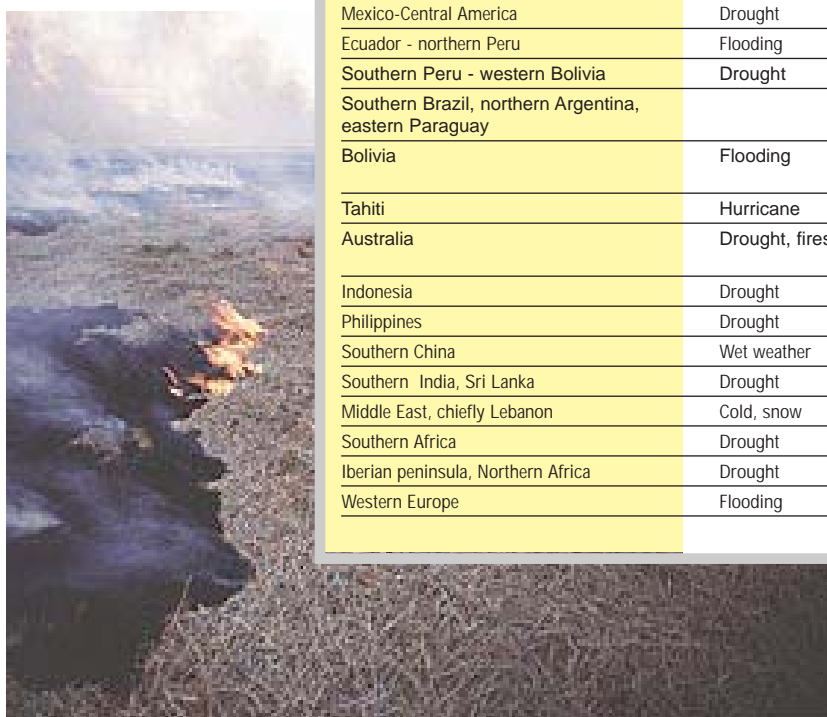 Mexico-Central America Drought
Ecuador - northern Peru Flooding
Southern Peru - western Bolivia Drought
Southern Brazil, northern Argentina,
eastern Paraguay
Bolivia Flooding
Tahiti Hurricane
Australia Drought, fires
Indonesia Drought
Philippines Drought
Southern China Wet weather
Southern India, Sri Lanka Drought
Middle East, chiefly Lebanon Cold, snow
Southern Africa Drought
Iberian peninsula, Northern Africa Drought
Western Europe Flooding